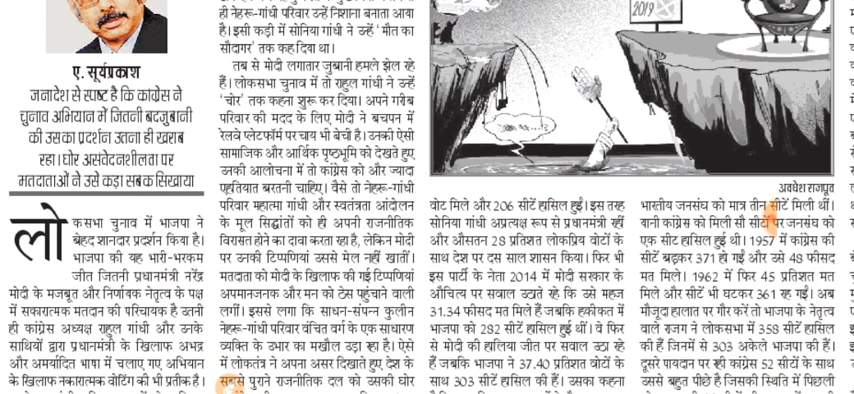 ए. सूर्यप्रकाश
जनादेश से स्पष्ट है कि कांग्रेस ने
चुनाव अभियान में जितनी बदजुबानी
की उसका प्रदर्शन उतना ही खराब
रहा। घोर असंवेदनशीलता पर
मतदाताओं ने उसे कड़ा सबक सिखाया
लोकसभा चुनाव में भाजपा ने
बेहद शानदार प्रदर्शन किया है।
भाजपा की यह भारी-भरकम
जीत जितनी प्रधानमंत्री नरेंद्र
मोदी के मजबूत और निर्णायक नेतृत्व के पक्ष
में सकारात्मक मतदान की परिचायक है उतनी
ही कांग्रेस अध्यक्ष राहुल गांधी और उनके
साथियों द्वारा प्रधानमंत्री के खिलाफ अभद्र
और अमर्यादित भाषा में चलाए गए अभियान
के खिलाफ नकारात्मक वोटिंग की भी प्रतीक है।
ही नेहरू-गांधी परिवार उन्हें निशाना बनाता आया
है। इसी कड़ी में सोनिया गांधी ने उन्हें 'मौत का
सौदागर' तक कह दिया था।
तब से मोदी लगातार जुबानी हमले झेल रहे
हैं। लोकसभा चुनाव में तो राहुल गांधी ने उन्हें
'चोर' तक कहना शुरू कर दिया। अपने गरीब
परिवार की मदद के लिए मोदी ने बचपन में
रेलवे प्लेटफॉर्म पर चाय भी बेची है। उनकी ऐसी
सामाजिक और आर्थिक पृष्ठभूमि को देखते हुए
उनकी आलोचना में तो कांग्रेस को और ज्यादा
एहतियात बरतनी चाहिए। वैसे तो नेहरू-गांधी
परिवार महात्मा गांधी और स्वतंत्रता आंदोलन
के मूल सिद्धांतों को ही अपनी राजनीतिक
विरासत होने का दावा करता रहा है, लेकिन मोदी
पर उनकी टिप्पणियां उससे मेल नहीं खातीं।
मतदाता को मोदी के खिलाफ की गई टिप्पणियां
अपमानजनक और मन को ठेस पहुंचाने वाली
लगीं। इससे लगा कि साधन-संपन्न कुलीन
नेहरू-गांधी परिवार वंचित वर्ग के एक साधारण
व्यक्ति के उभार का मखौल उड़ा रहा है। ऐसे
में लोकतंत्र ने अपना असर दिखाते हुए देश के
सबसे पुराने राजनीतिक दल को उसकी घोर
2019
अवधेश राजपूत
वोट मिले और 206 सीटें हासिल हुईं। इस तरह
सोनिया गांधी अप्रत्यक्ष रूप से प्रधानमंत्री रहीं
और औसतन 28 प्रतिशत लोकप्रिय वोटों के
साथ देश पर दस साल शासन किया। फिर भी
इस पार्टी के नेता 2014 में मोदी सरकार के
औचित्य पर सवाल उठाते रहे कि उसे महज
31.34 फीसद मत मिले हैं जबकि हकीकत में
भाजपा को 282 सीटें हासिल हुई थीं। वे फिर
से मोदी की हालिया जीत पर सवाल उठा रहे
हैं जबकि भाजपा ने 37.40 प्रतिशत वोटों के
साथ 303 सीटें हासिल की हैं। उसका कहना
भारतीय जनसंघ को मात्र तीन सीटें मिली थीं।
यानी कांग्रेस को मिली सौ सीटों पर जनसंघ को
एक सीट हासिल हुई थी। 1957 में कांग्रेस की
सीटें बढ़कर 371 हो गईं और उसे 48 फीसद
मत मिले। 1962 में फिर 45 प्रतिशत मत
मिले और सीटें भी घटकर 361 रह गईं। अब
मौजूदा हालात पर गौर करें तो भाजपा के नेतृत्व
वाले राजग ने लोकसभा में 358 सीटें हासिल
की हैं जिनमें से 303 अकेले भाजपा की हैं।
दूसरे पायदान पर रही कांग्रेस 52 सीटों के साथ
उससे बहुत पीछे है जिसकी स्थिति में पिछली